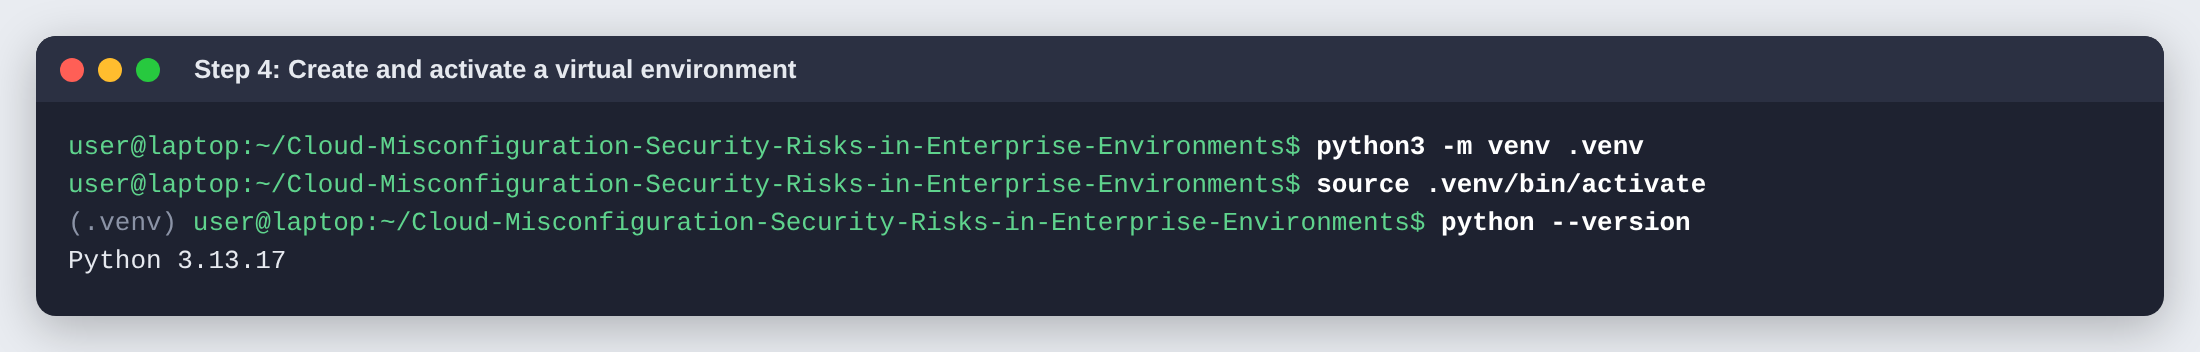 Step 4: Create and activate a virtual environment
user@laptop:~/Cloud-Misconfiguration-Security-Risks-in-Enterprise-Environments$ python3 -m venv .venv
user@laptop:~/Cloud-Misconfiguration-Security-Risks-in-Enterprise-Environments$ source .venv/bin/activate
(.venv) user@laptop:~/Cloud-Misconfiguration-Security-Risks-in-Enterprise-Environments$ python --version
Python 3.13.17